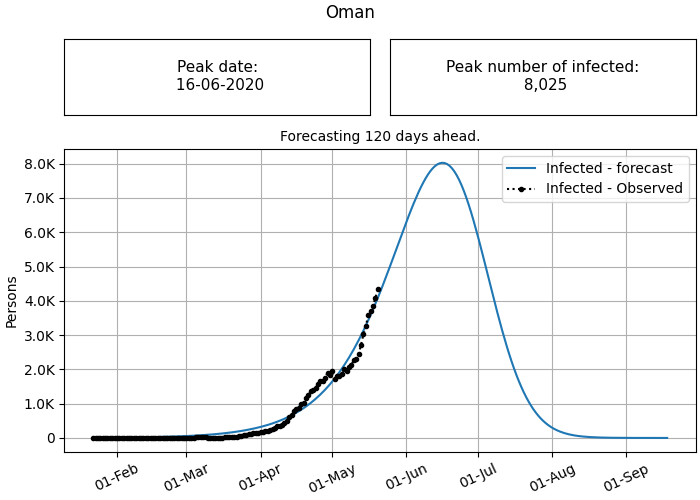 Oman
Peak date:
16-06-2020
Peak number of infected:
8,025
Forecasting 120 days ahead.
Infected - forecast
Infected - Observed
8.0K
7.0K
6.0K
5.0K
4.0K
3.0K
2.0K
1.0K
0
Persons
01-Feb
01-Mar
01-Apr
01-May
01-Jun
01-Jul
01-Aug
01-Sep